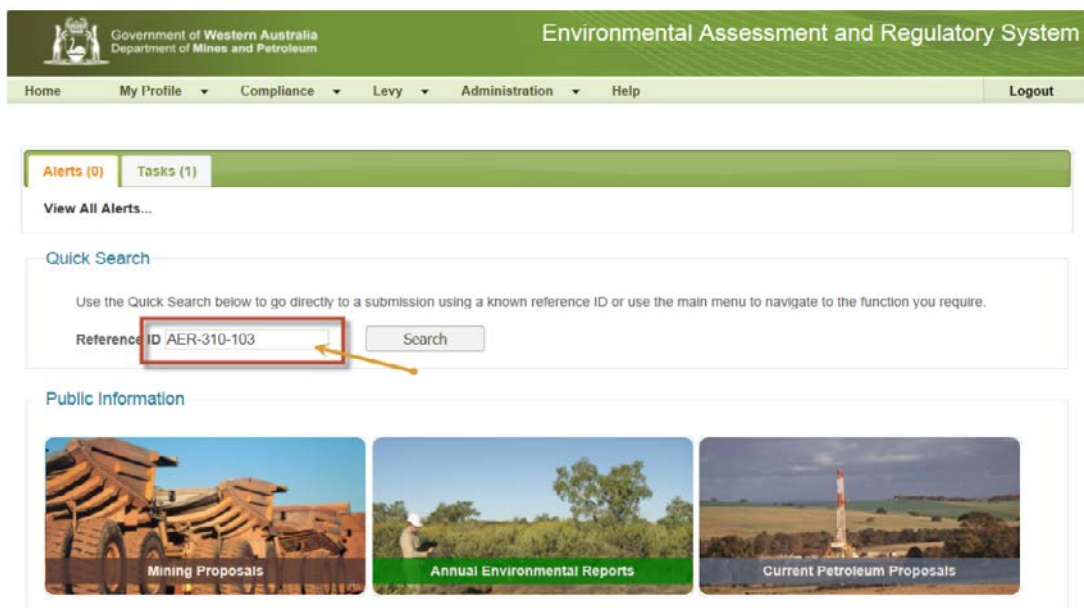 Government of Western Australia
Department of Mines and Petroleum
Environmental Assessment and Regulatory System
Home My Profile Compliance Levy Administration Help Logout
Alerts (0) Tasks (1)
View All Alerts...
Quick Search
Use the Quick Search below to go directly to a submission using a known reference ID or use the main menu to navigate to the function you require.
Reference ID AER-310-103 Search
Public Information
Mining Proposals Annual Environmental Reports Current Petroleum Proposals